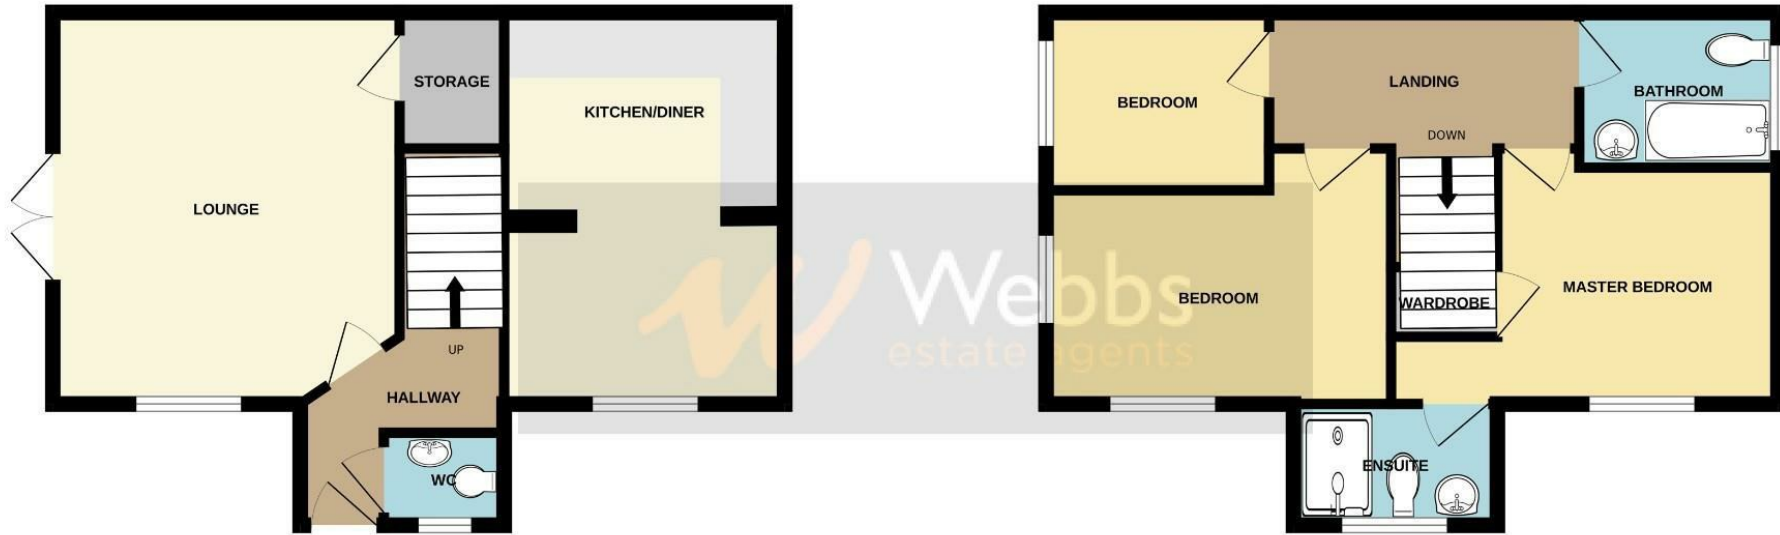 LOUNGE
STORAGE
KITCHEN/DINER
UP
HALLWAY
WC
BEDROOM
LANDING
DOWN
BATHROOM
BEDROOM
WARDROBE
MASTER BEDROOM
ENSUITE
Webbs
estate agents